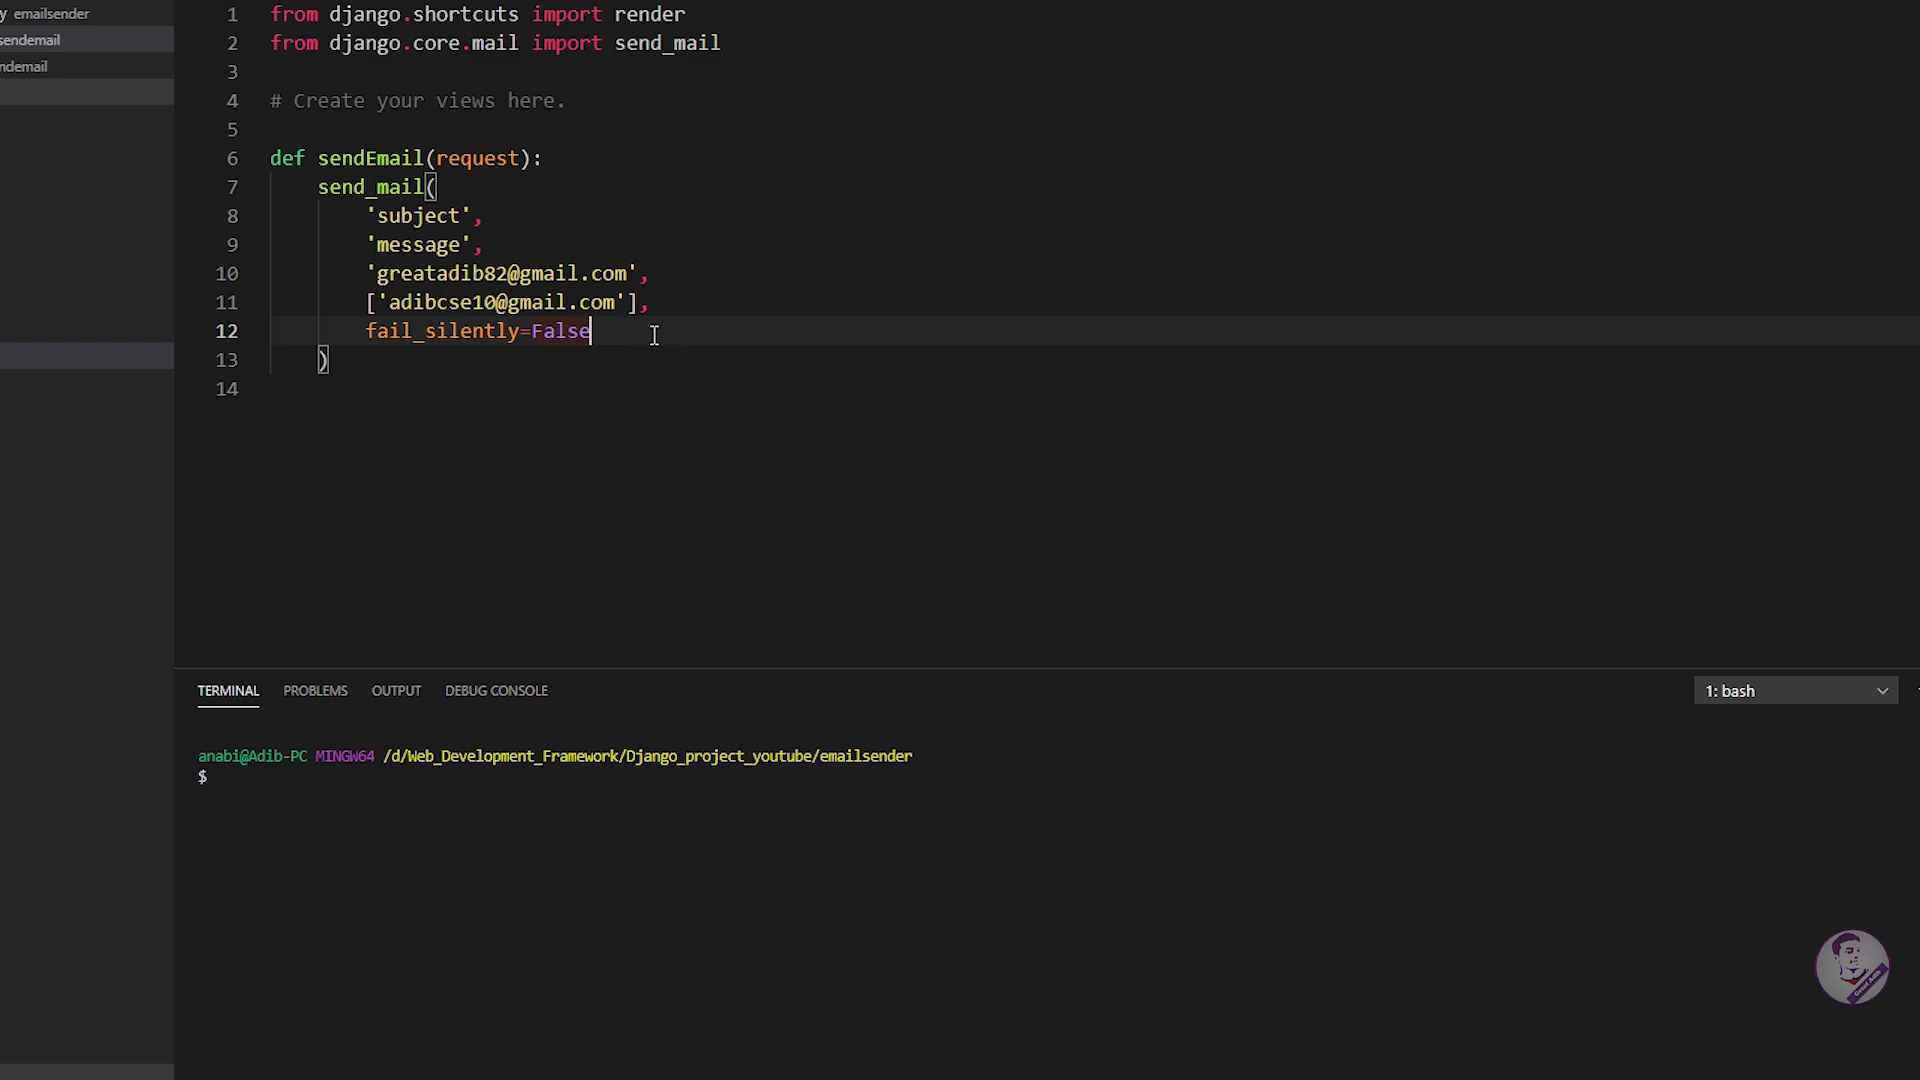 y emailsender
sendemail
ndemail
1 from django.shortcuts import render
2 from django.core.mail import send_mail
3
4 # Create your views here.
5
6 def sendEmail(request):
7 send_mail(
8 'subject',
9 'message',
10 'greatadib82@gmail.com',
11 ['adibcse10@gmail.com'],
12 fail_silently=False
13 )
14
TERMINAL PROBLEMS OUTPUT DEBUG CONSOLE 1: bash
anabi@Adib-PC MINGW64 /d/Web_Development_Framework/Django_project_youtube/emailsender
$